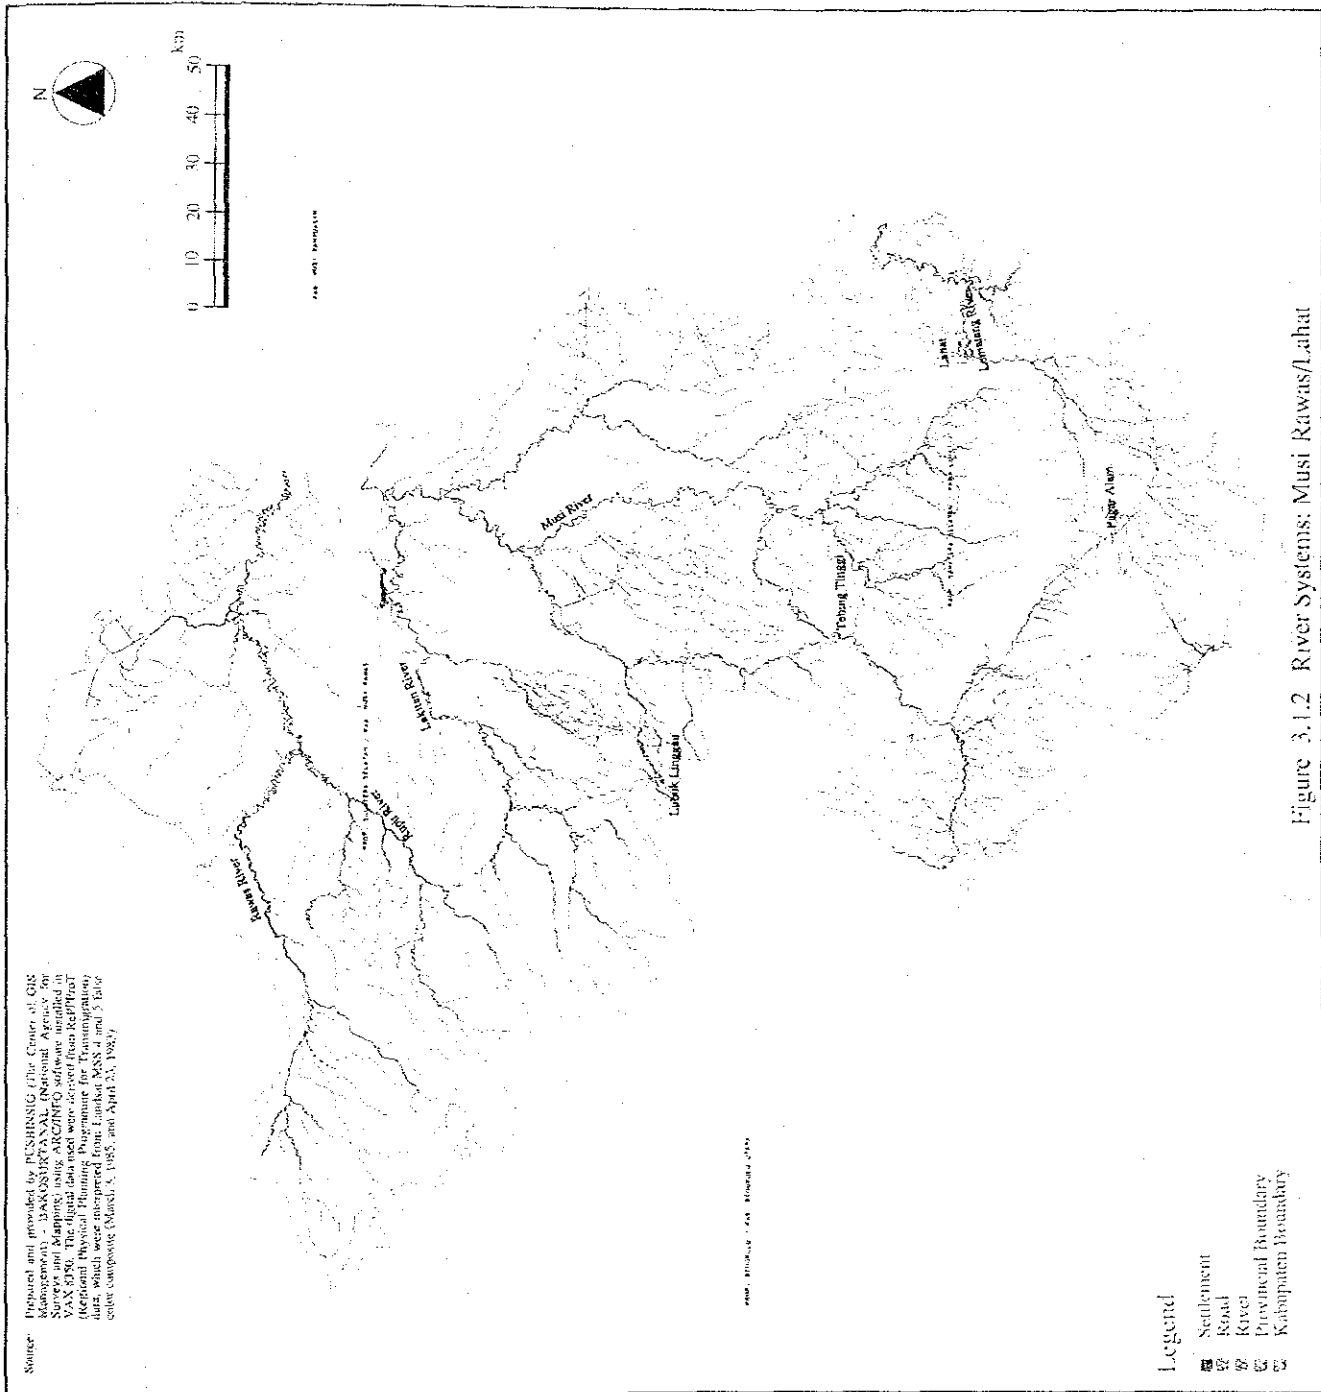 Source: Prepared and provided by PUSBINSIG (The Center of GIS
Management) - BAKOSURTANAL (National Agency for
Surveys and Mapping) using ARC/INFO software installed in
VAX 8350. The digital data used were derived from RePPProT
(Regional Physical Planning Programme for Transmigration)
data, which were interpreted from Landsat MSS 4 and 5 false
color composite (March 3, 1985, and April 23, 1983)
N
km
0 10 20 30 40 50
KAB. MUSI BANYUASIN
Rawas River
Rupit River
Lakitan River
Musi River
Lubuk Linggau
Tebing Tinggi
Lahat
Lematang River
Pagar Alam
Legend
Settlement
Road
River
Provincial Boundary
Kabupaten Boundary
Figure 3.1.2 River Systems: Musi Rawas/Lahat